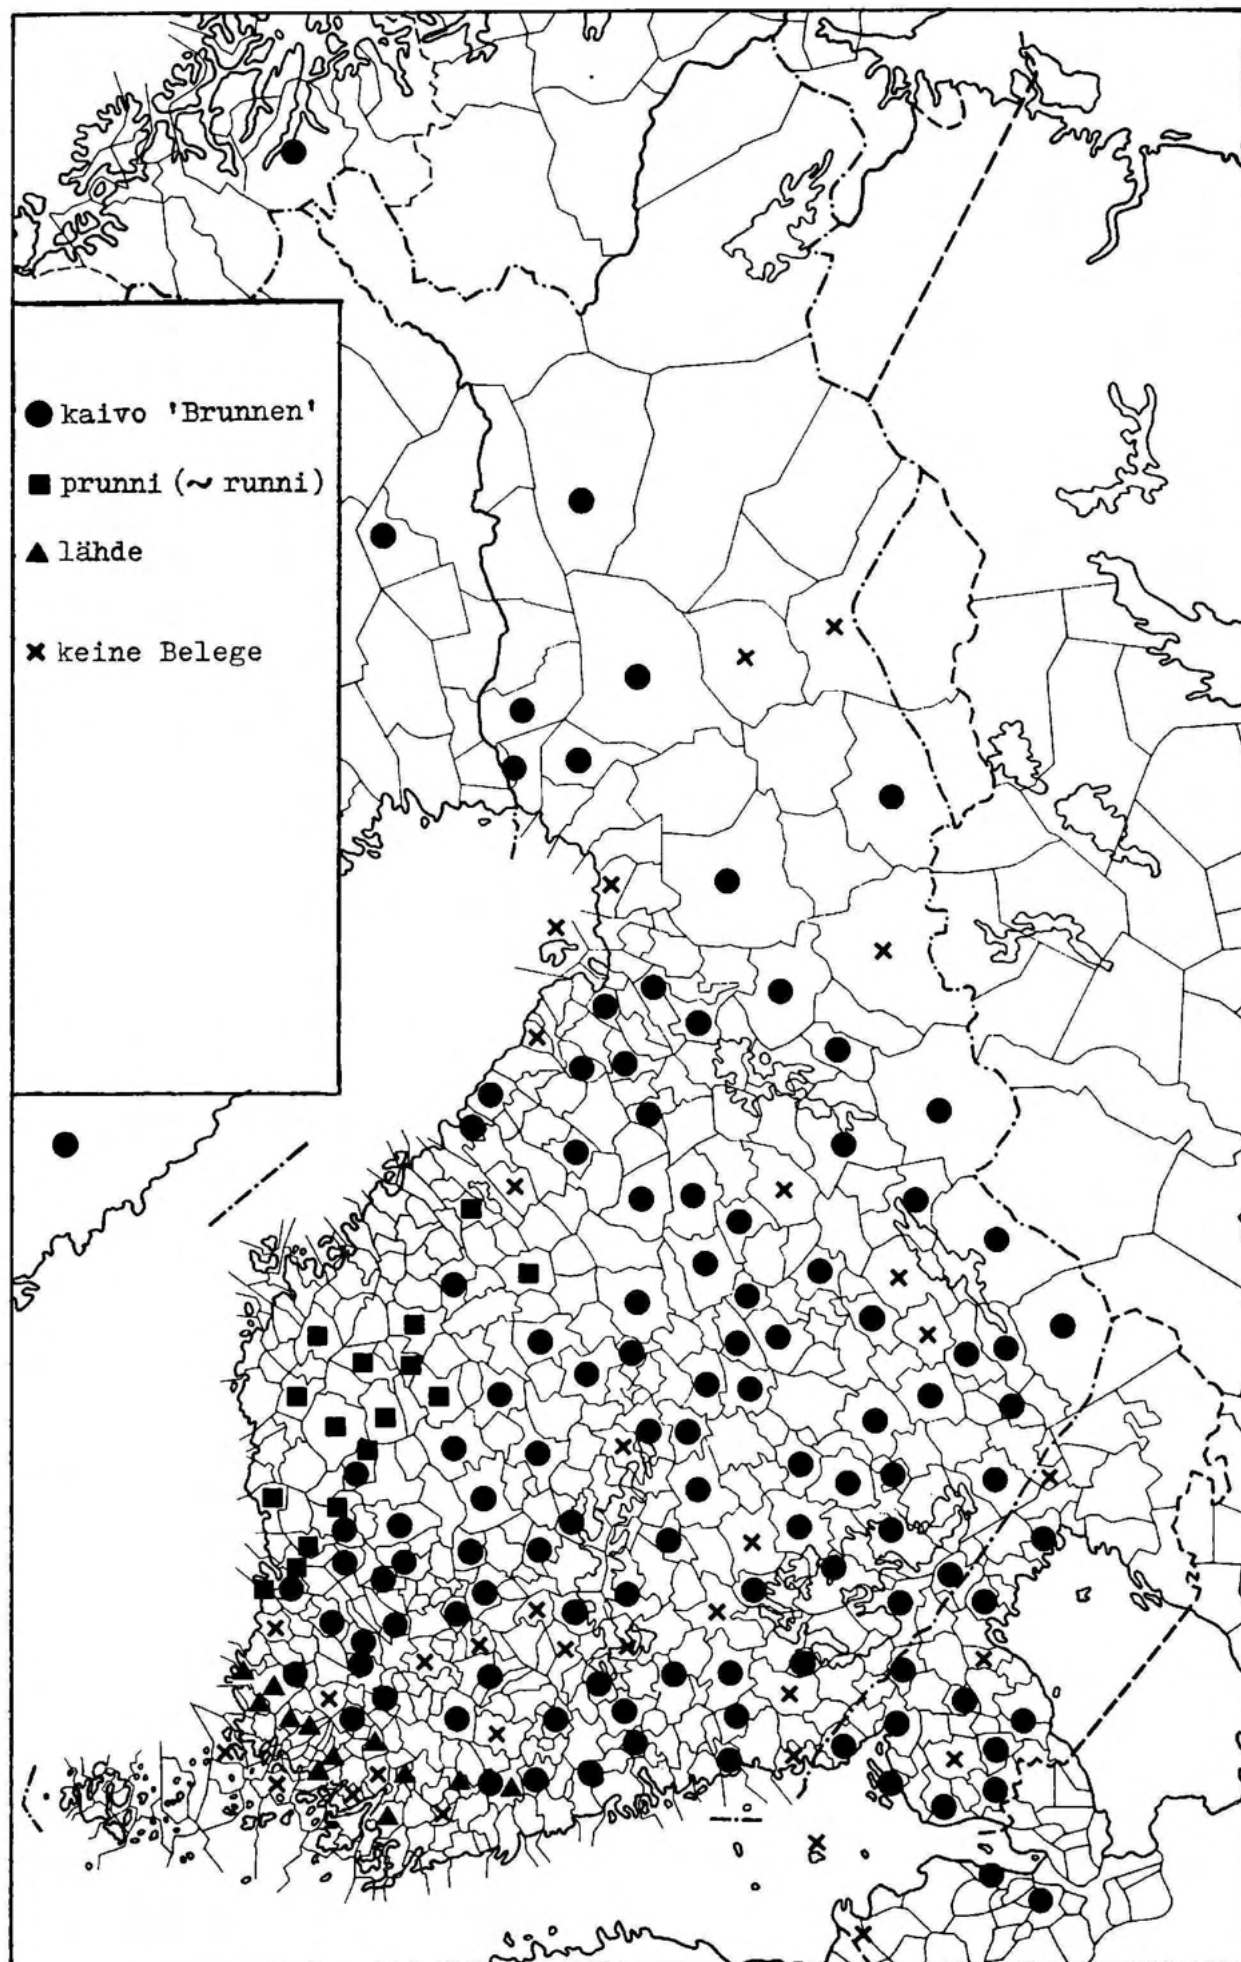 ● kaivo 'Brunnen'
■ prunni (~ runni)
▲ lähde
× keine Belege